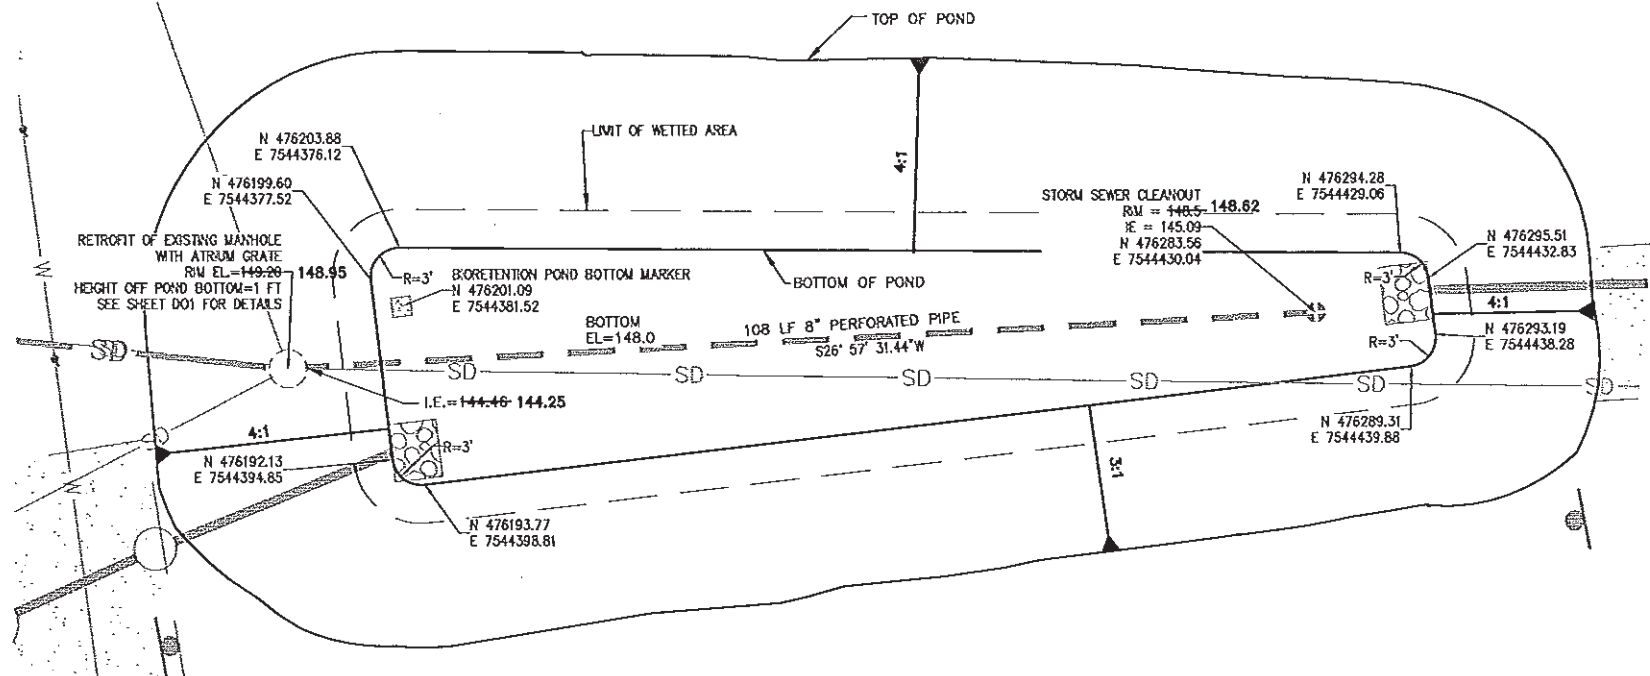 TOP OF POND
LIMIT OF WETTED AREA
N 476203.88
E 7544376.12
N 476199.60
E 7544377.52
4:1
STORM SEWER CLEANOUT
RIM = 148.5 148.62
IE = 145.09
N 476283.56
E 7544430.04
N 476294.28
E 7544429.06
RETROFIT OF EXISTING MANHOLE
WITH ATRIUM GRATE
RIM EL.=149.20 148.95
HEIGHT OFF POND BOTTOM=1 FT
SEE SHEET D01 FOR DETAILS
R=3'
BIORETENTION POND BOTTOM MARKER
N 476201.09
E 7544381.52
BOTTOM OF POND
R=3'
N 476295.51
E 7544432.83
4:1
BOTTOM
EL=148.0
108 LF 8" PERFORATED PIPE
S26° 57' 31.44"W
R=3'
N 476293.19
E 7544438.28
W
SD
SD
SD
SD
SD
SD
SD
I.E.=144.46 144.25
4:1
R=3'
N 476192.13
E 7544394.85
N 476289.31
E 7544439.88
3:1
W
N 476193.77
E 7544398.81